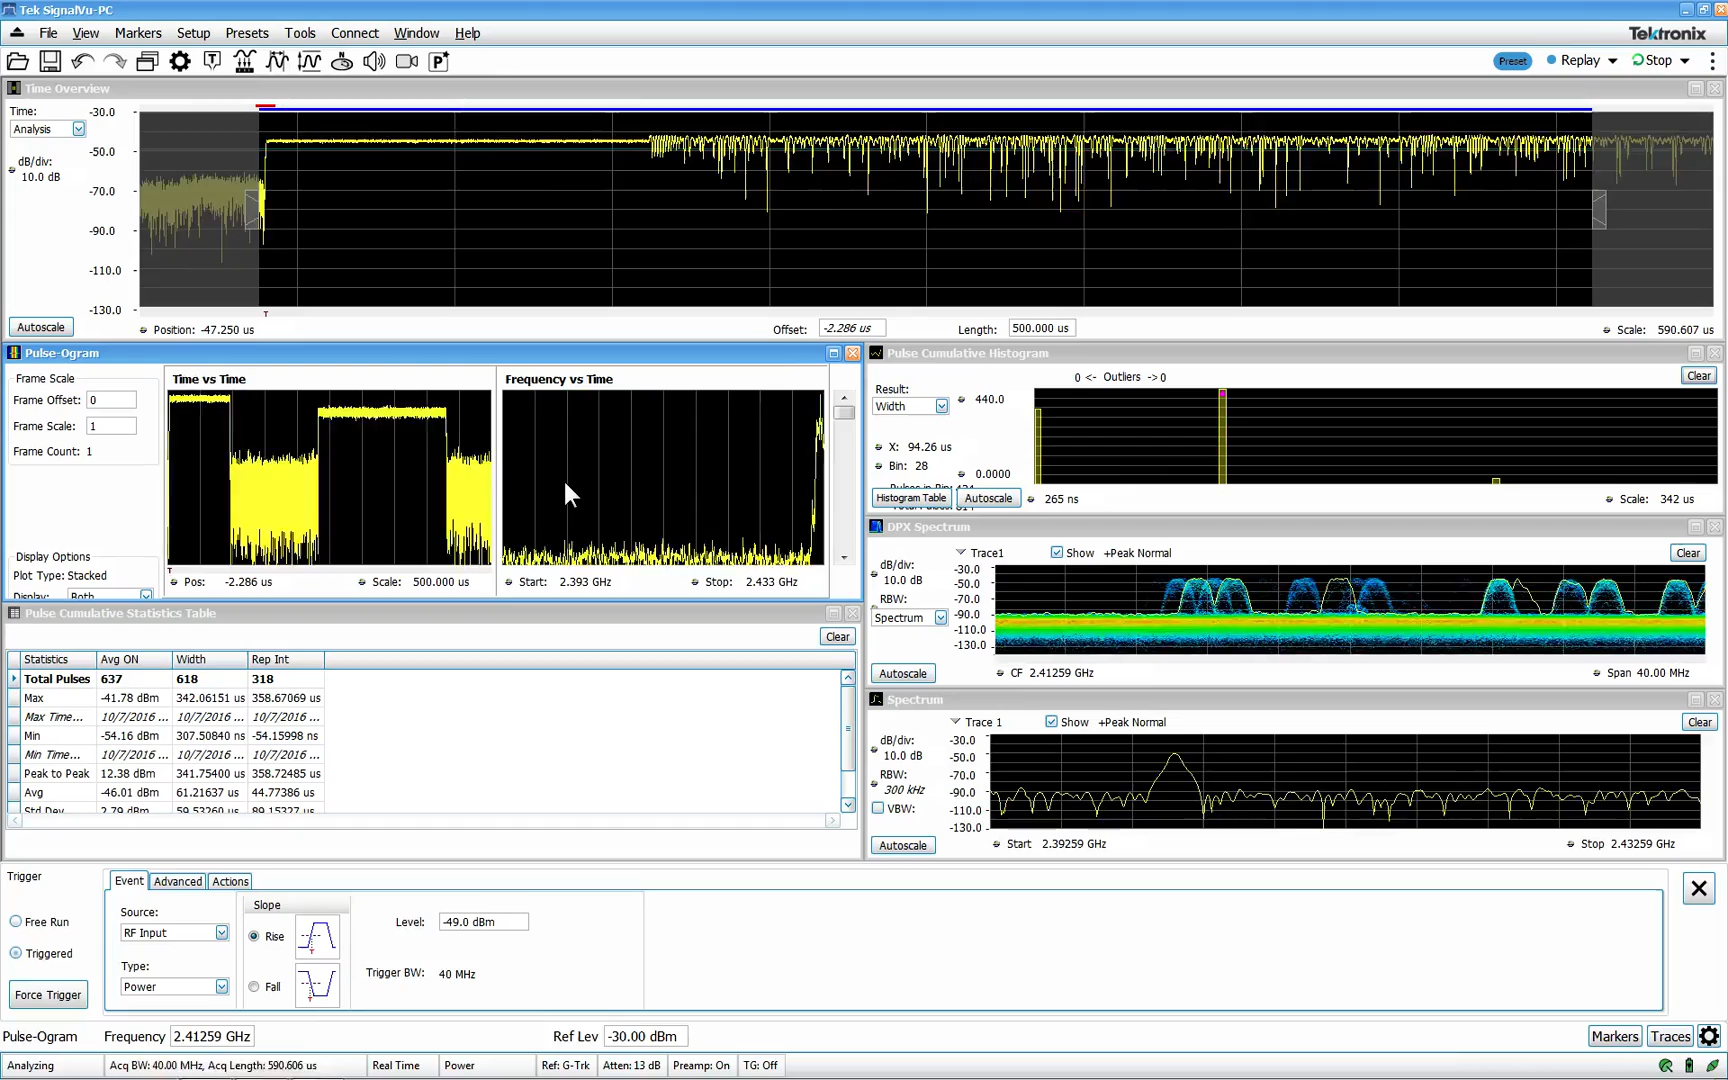 Tek SignalVu-PC
File View Markers Setup Presets Tools Connect Window Help
Tektronix
Preset Replay Stop
Time Overview
Time:
Analysis
dB/div:
10.0 dB
-30.0
-50.0
-70.0
-90.0
-110.0
-130.0
T
Autoscale
Position: -47.250 us
Offset: -2.286 us
Length: 500.000 us
Scale: 590.607 us
Pulse-Ogram
Frame Scale
Frame Offset: 0
Frame Scale: 1
Frame Count: 1
Display Options
Plot Type: Stacked
Display: Both
Time vs Time
T
Pos: -2.286 us
Scale: 500.000 us
Frequency vs Time
Start: 2.393 GHz
Stop: 2.433 GHz
Pulse Cumulative Histogram
0 <- Outliers ->0
Clear
Result:
Width
440.0
X: 94.26 us
Bin: 28
0.0000
Histogram Table Autoscale
265 ns
Scale: 342 us
DPX Spectrum
Trace1 Show +Peak Normal
Clear
dB/div:
10.0 dB
RBW:
Spectrum
-30.0
-50.0
-70.0
-90.0
-110.0
-130.0
Autoscale
CF 2.41259 GHz
Span 40.00 MHz
Pulse Cumulative Statistics Table
Clear
Statistics Avg ON Width Rep Int
Total Pulses 637 618 318
Max -41.78 dBm 342.06151 us 358.67069 us
Max Time... 10/7/2016 ... 10/7/2016 ... 10/7/2016 ...
Min -54.16 dBm 307.50840 ns -54.15998 ns
Min Time... 10/7/2016 ... 10/7/2016 ... 10/7/2016 ...
Peak to Peak 12.38 dBm 341.75400 us 358.72485 us
Avg -46.01 dBm 61.21637 us 44.77386 us
Std Dev 2.79 dBm 59.53260 us 89.15327 us
Spectrum
Trace 1 Show +Peak Normal
Clear
dB/div:
10.0 dB
RBW:
300 kHz
VBW:
-30.0
-50.0
-70.0
-90.0
-110.0
-130.0
Autoscale
Start 2.39259 GHz
Stop 2.43259 GHz
Trigger
Free Run
Triggered
Force Trigger
Event Advanced Actions
Source:
RF Input
Type:
Power
Slope
Rise
Fall
Level: -49.0 dBm
Trigger BW: 40 MHz
Pulse-Ogram Frequency 2.41259 GHz
Ref Lev -30.00 dBm
Markers Traces
Analyzing
Acq BW: 40.00 MHz, Acq Length: 590.606 us
Real Time
Power
Ref: G-Trk
Atten: 13 dB
Preamp: On
TG: Off